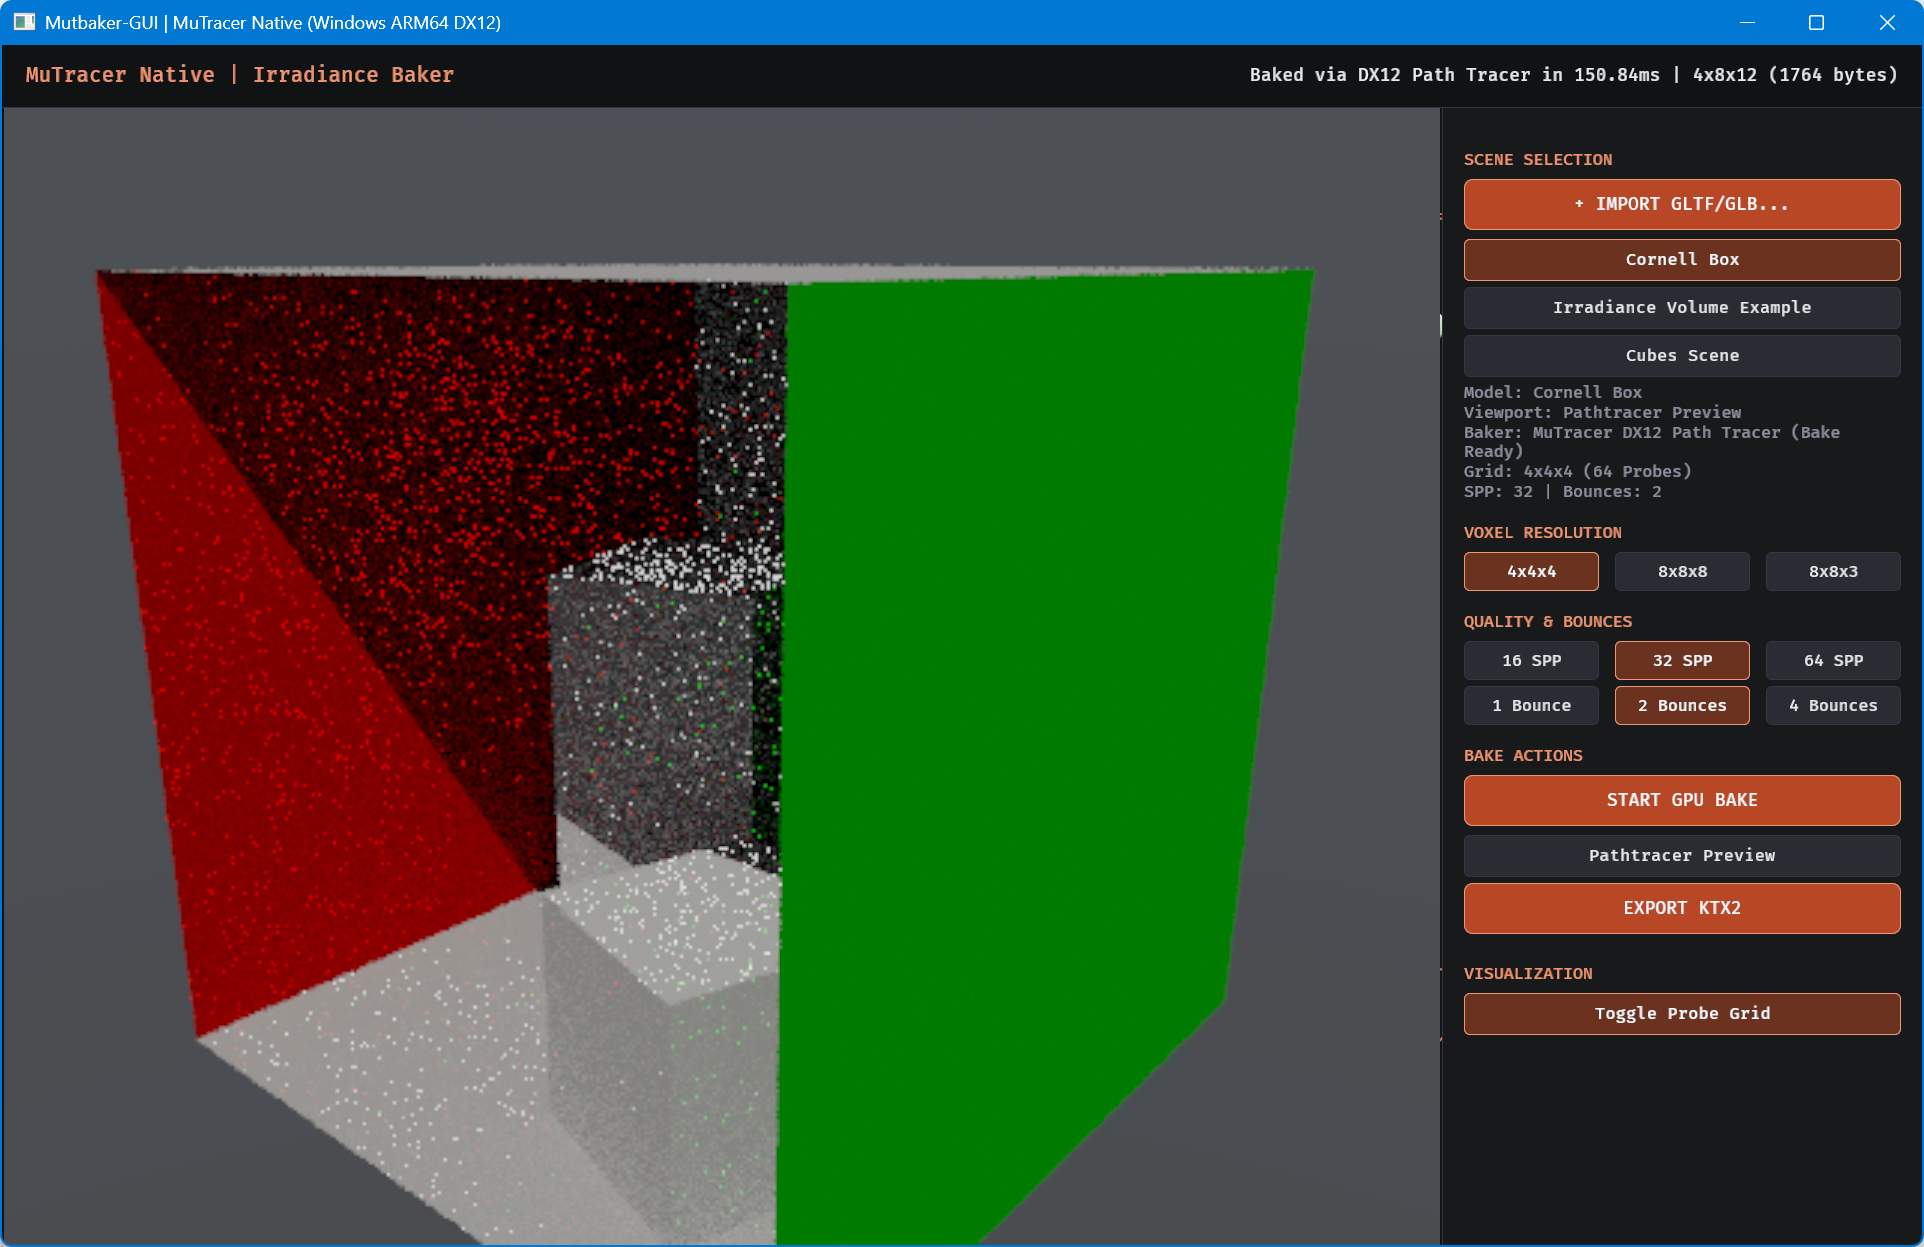 Mutbaker-GUI | MuTracer Native (Windows ARM64 DX12)
MuTracer Native | Irradiance Baker
Baked via DX12 Path Tracer in 150.84ms | 4x8x12 (1764 bytes)
SCENE SELECTION
+ IMPORT GLTF/GLB...
Cornell Box
Irradiance Volume Example
Cubes Scene
Model: Cornell Box
Viewport: Pathtracer Preview
Baker: MuTracer DX12 Path Tracer (Bake
Ready)
Grid: 4x4x4 (64 Probes)
SPP: 32 | Bounces: 2
VOXEL RESOLUTION
4x4x4 8x8x8 8x8x3
QUALITY & BOUNCES
16 SPP 32 SPP 64 SPP
1 Bounce 2 Bounces 4 Bounces
BAKE ACTIONS
START GPU BAKE
Pathtracer Preview
EXPORT KTX2
VISUALIZATION
Toggle Probe Grid